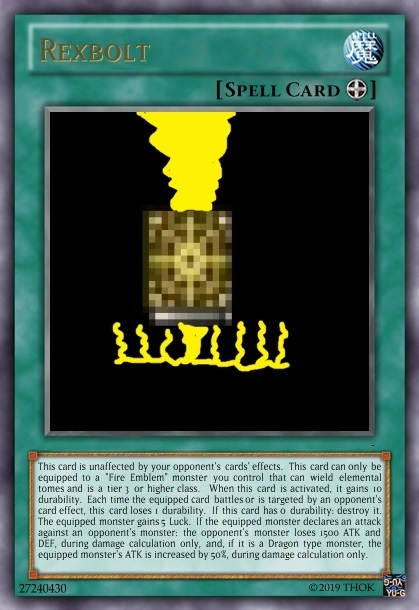 Rexbolt
魔
[Spell Card ]
This card is unaffected by your opponent's cards' effects. This card can only be
equipped to a "Fire Emblem" monster you control that can wield elemental
tomes and is a tier 3 or higher class. When this card is activated, it gains 10
durability. Each time the equipped card battles or is targeted by an opponent's
card effect, this card loses 1 durability. If this card has 0 durability: destroy it.
The equipped monster gains 5 Luck. If the equipped monster declares an attack
against an opponent's monster: the opponent's monster loses 1500 ATK and
DEF, during damage calculation only, and, if it is a Dragon type monster, the
equipped monster's ATK is increased by 50%, during damage calculation only.
27240430
©2019 THOK